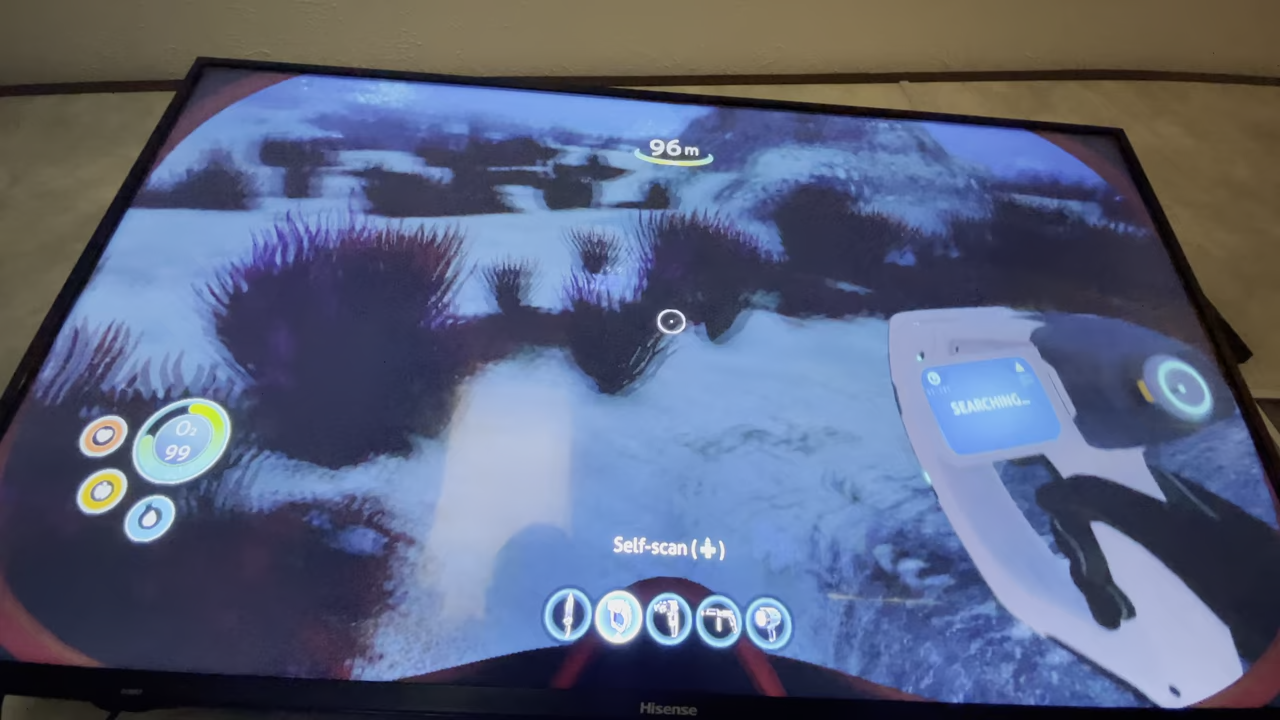 96m
O₂
99
SEARCHING...
Self-scan (✚)
Hisense